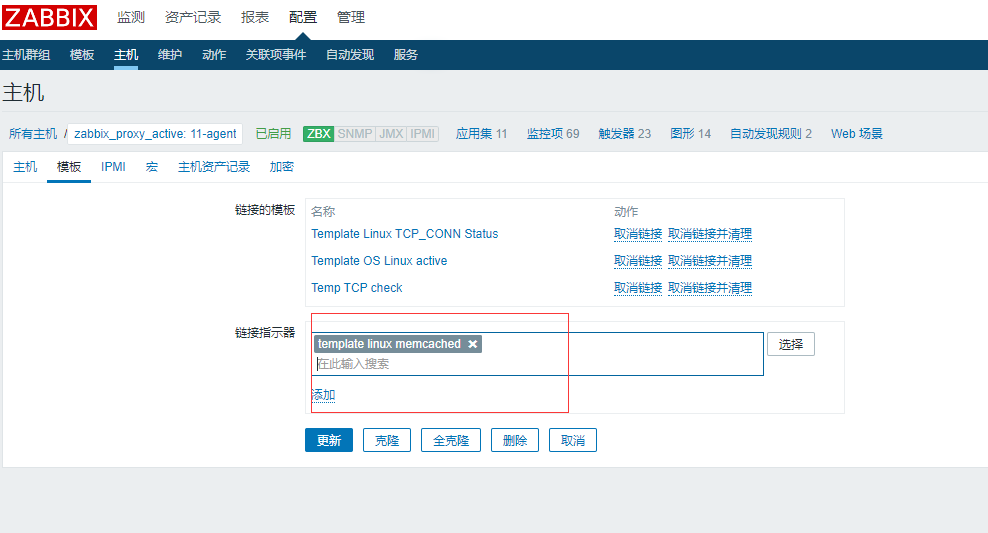 ZABBIX 监测 资产记录 报表 配置 管理
主机群组 模板 主机 维护 动作 关联项事件 自动发现 服务
主机
所有主机 / zabbix_proxy_active: 11-agent 已启用 ZBX SNMP JMX IPMI 应用集 11 监控项 69 触发器 23 图形 14 自动发现规则 2 Web 场景
主机 模板 IPMI 宏 主机资产记录 加密
链接的模板 名称 动作
Template Linux TCP_CONN Status 取消链接 取消链接并清理
Template OS Linux active 取消链接 取消链接并清理
Temp TCP check 取消链接 取消链接并清理
链接指示器 template linux memcached ✖ 选择
在此输入搜索
添加
更新 克隆 全克隆 删除 取消